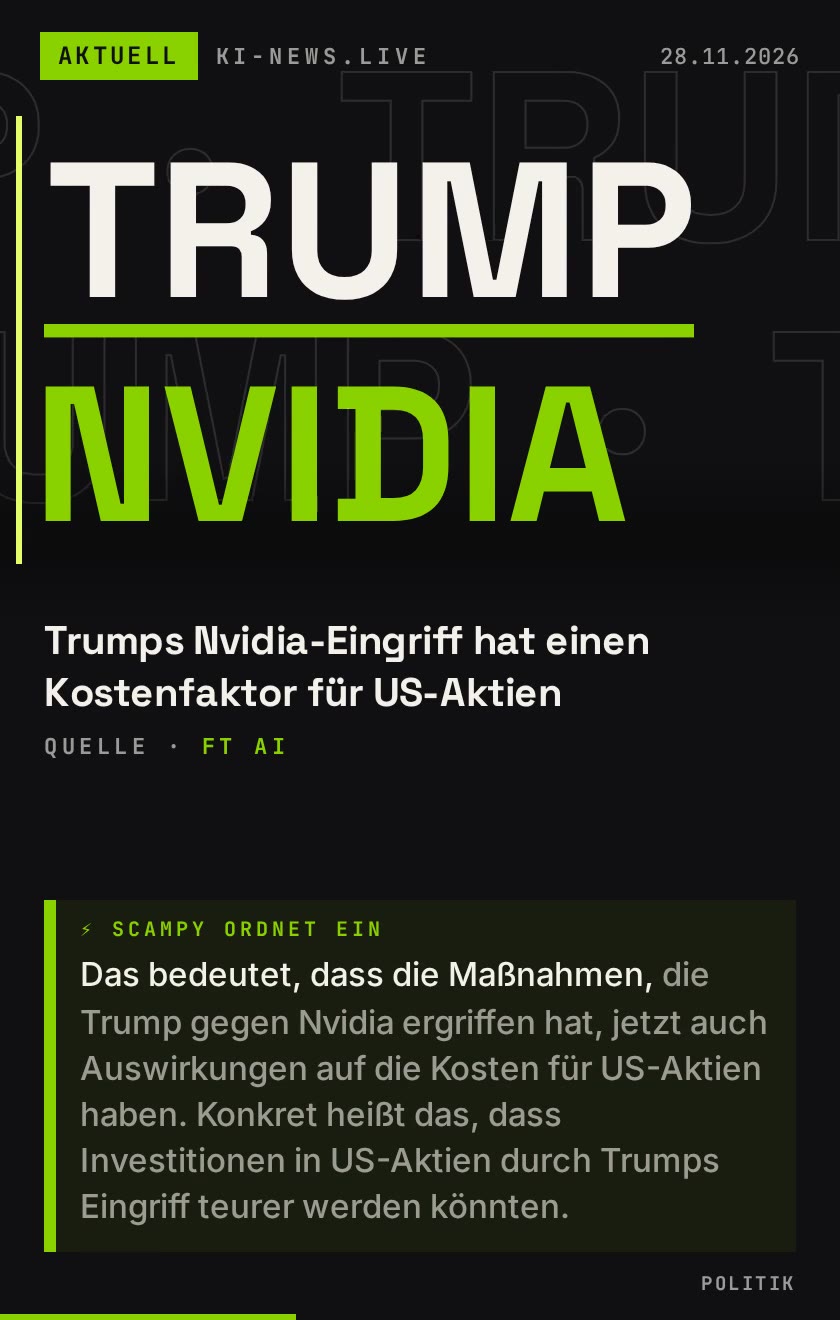 AKTUELL KI-NEWS.LIVE 28.11.2026
TRUMP
NVIDIA
Trumps Nvidia-Eingriff hat einen
Kostenfaktor für US-Aktien
QUELLE · FT AI
⚡ SCAMPY ORDNET EIN
Das bedeutet, dass die Maßnahmen, die
Trump gegen Nvidia ergriffen hat, jetzt auch
Auswirkungen auf die Kosten für US-Aktien
haben. Konkret heißt das, dass
Investitionen in US-Aktien durch Trumps
Eingriff teurer werden könnten.
POLITIK